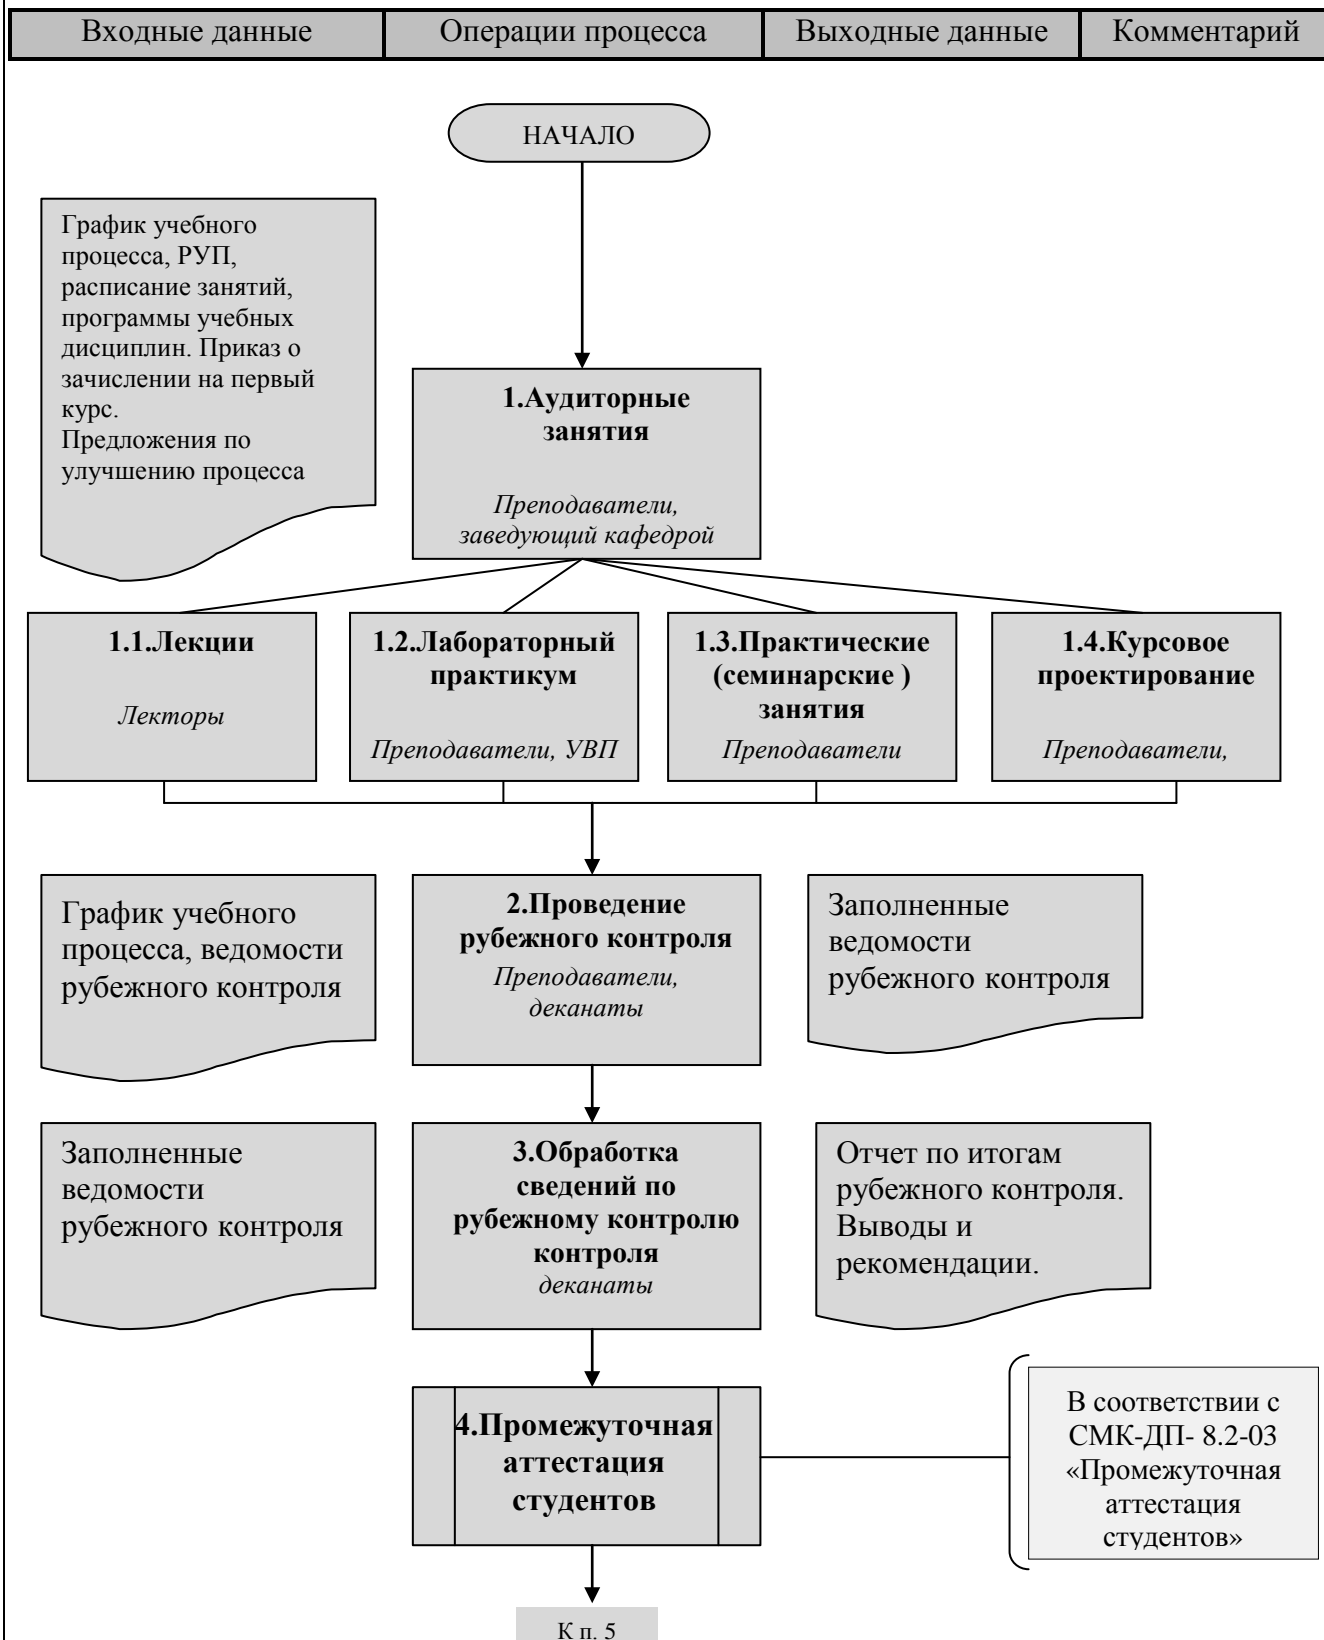 Входные данные
Операции процесса
Выходные данные
Комментарий
НАЧАЛО
График учебного
процесса, РУП,
расписание занятий,
программы учебных
дисциплин. Приказ о
зачислении на первый
курс.
Предложения по
улучшению процесса
1.Аудиторные
занятия
Преподаватели,
заведующий кафедрой
1.1.Лекции
Лекторы
1.2.Лабораторный
практикум
Преподаватели, УВП
1.3.Практические
(семинарские )
занятия
Преподаватели
1.4.Курсовое
проектирование
Преподаватели,
График учебного
процесса, ведомости
рубежного контроля
2.Проведение
рубежного контроля
Преподаватели,
деканаты
Заполненные
ведомости
рубежного контроля
Заполненные
ведомости
рубежного контроля
3.Обработка
сведений по
рубежному контролю
контроля
деканаты
Отчет по итогам
рубежного контроля.
Выводы и
рекомендации.
4.Промежуточная
аттестация
студентов
В соответствии с
СМК-ДП- 8.2-03
«Промежуточная
аттестация
студентов»
К п. 5